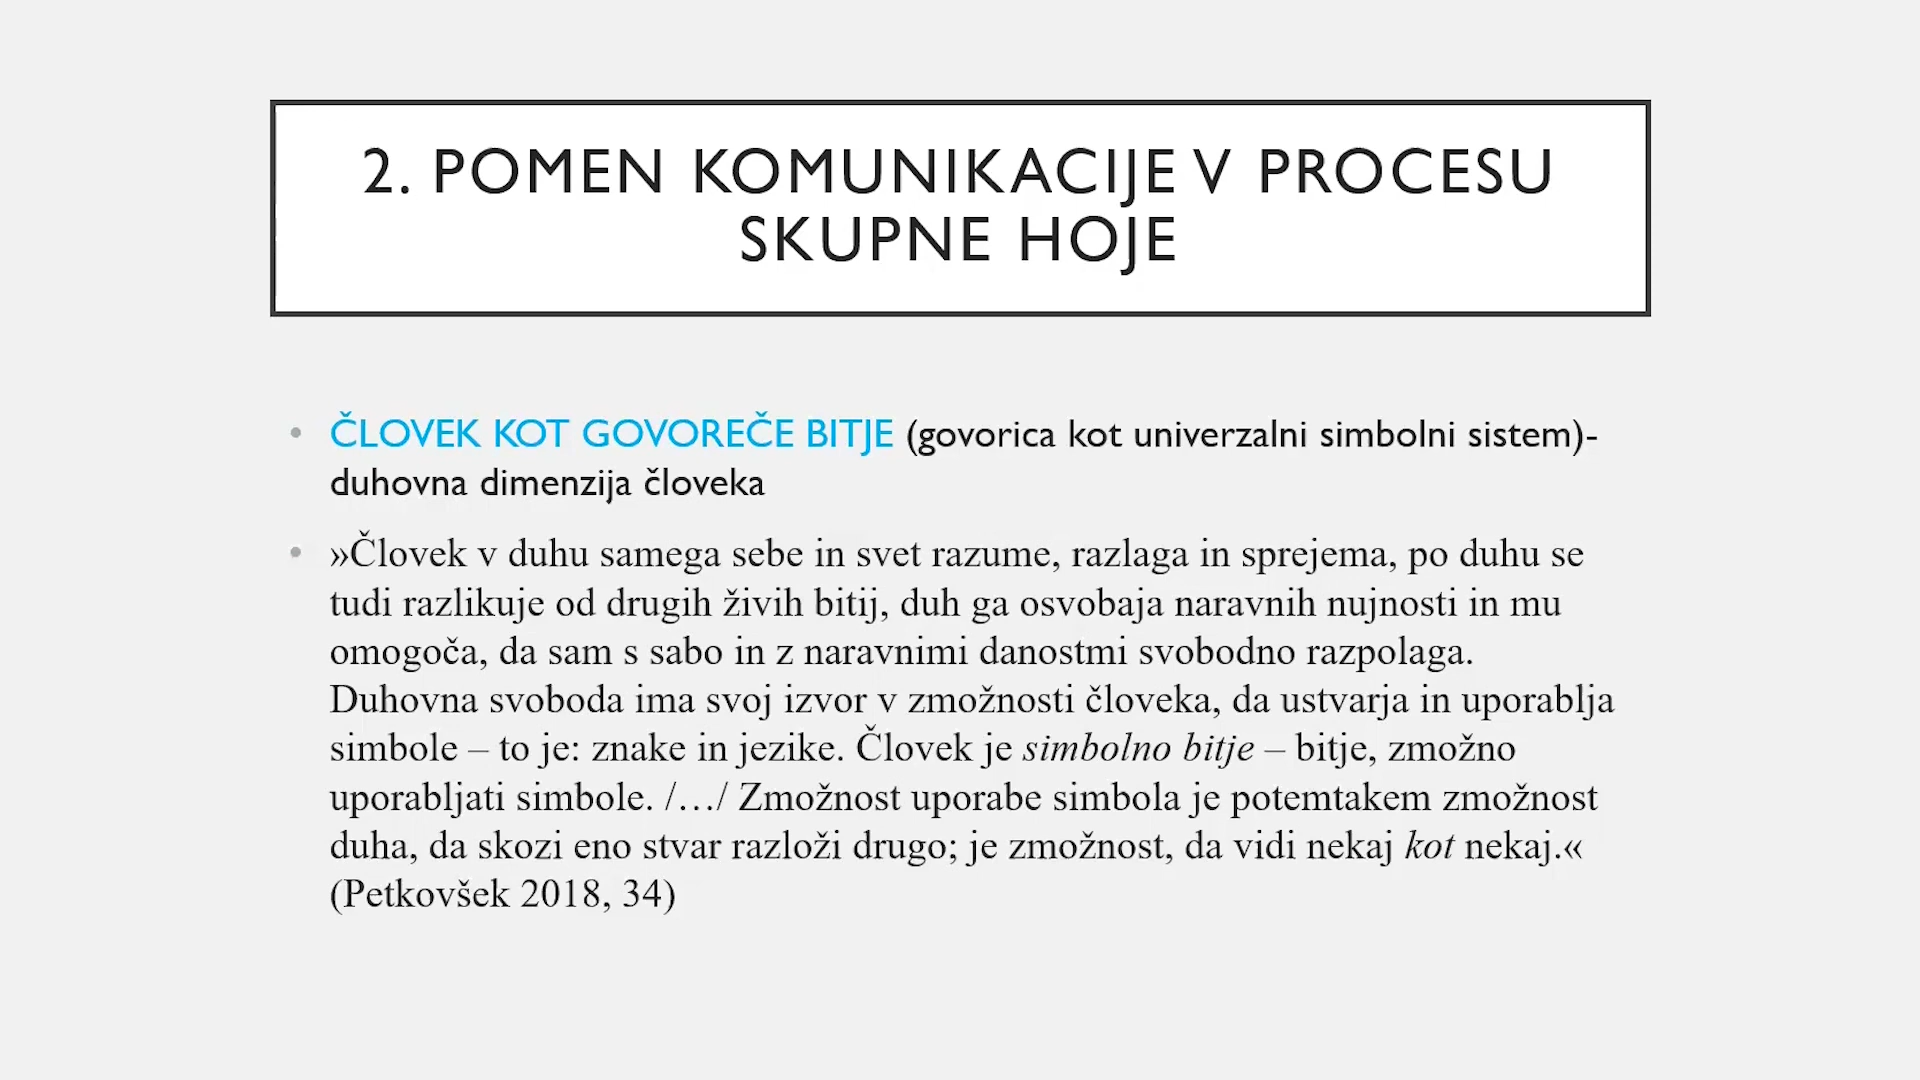 2. POMEN KOMUNIKACIJE V PROCESU
SKUPNE HOJE
• ČLOVEK KOT GOVOREČE BITJE (govorica kot univerzalni simbolni sistem)-
duhovna dimenzija človeka
• »Človek v duhu samega sebe in svet razume, razlaga in sprejema, po duhu se
tudi razlikuje od drugih živih bitij, duh ga osvobaja naravnih nujnosti in mu
omogoča, da sam s sabo in z naravnimi danostmi svobodno razpolaga.
Duhovna svoboda ima svoj izvor v zmožnosti človeka, da ustvarja in uporablja
simbole – to je: znake in jezike. Človek je simbolno bitje – bitje, zmožno
uporabljati simbole. /…/ Zmožnost uporabe simbola je potemtakem zmožnost
duha, da skozi eno stvar razloži drugo; je zmožnost, da vidi nekaj kot nekaj.«
(Petkovšek 2018, 34)